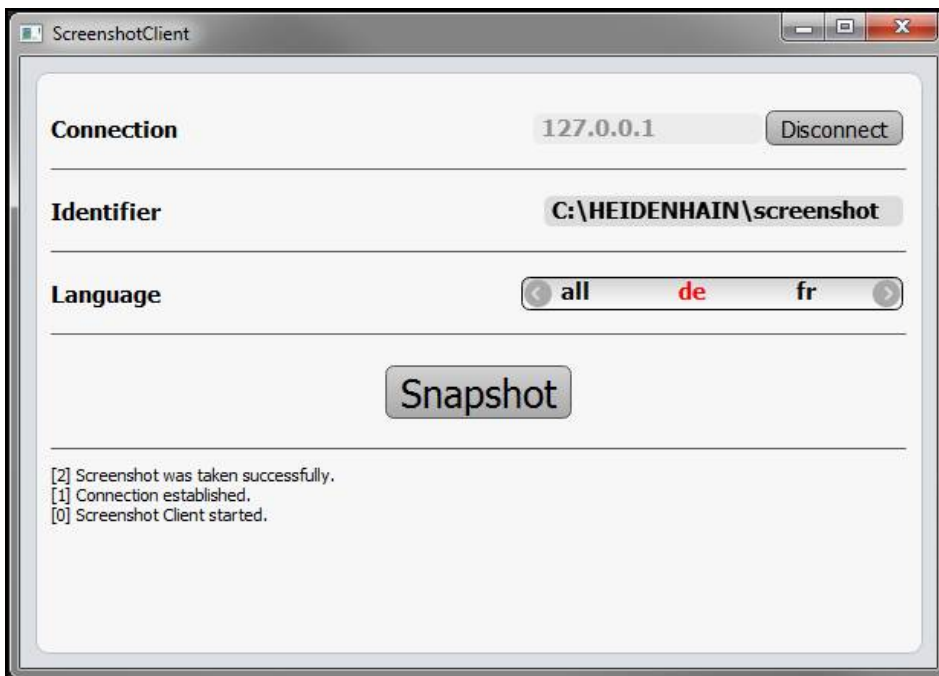 ScreenshotClient
Connection 127.0.0.1 Disconnect
Identifier C:\HEIDENHAIN\screenshot
Language all de fr
Snapshot
[2] Screenshot was taken successfully.
[1] Connection established.
[0] Screenshot Client started.